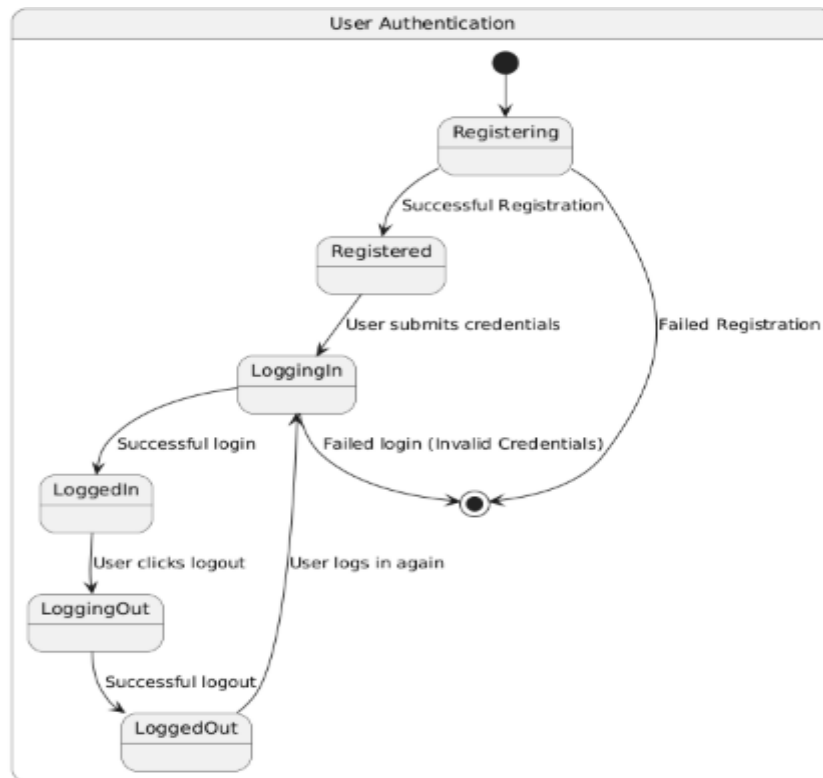 User Authentication
Registering
Successful Registration
Registered
User submits credentials
Failed Registration
LoggingIn
Successful login
Failed login (Invalid Credentials)
LoggedIn
User clicks logout
User logs in again
LoggingOut
Successful logout
LoggedOut